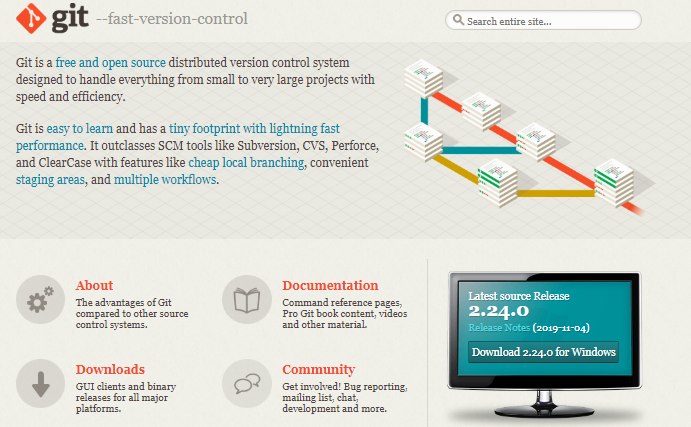 git --fast-version-control
Search entire site...
Git is a free and open source distributed version control system
designed to handle everything from small to very large projects with
speed and efficiency.
Git is easy to learn and has a tiny footprint with lightning fast
performance. It outclasses SCM tools like Subversion, CVS, Perforce,
and ClearCase with features like cheap local branching, convenient
staging areas, and multiple workflows.
About
The advantages of Git
compared to other source
control systems.
Documentation
Command reference pages,
Pro Git book content, videos
and other material.
Downloads
GUI clients and binary
releases for all major
platforms.
Community
Get involved! Bug reporting,
mailing list, chat,
development and more.
Latest source Release
2.24.0
Release Notes (2019-11-04)
Download 2.24.0 for Windows